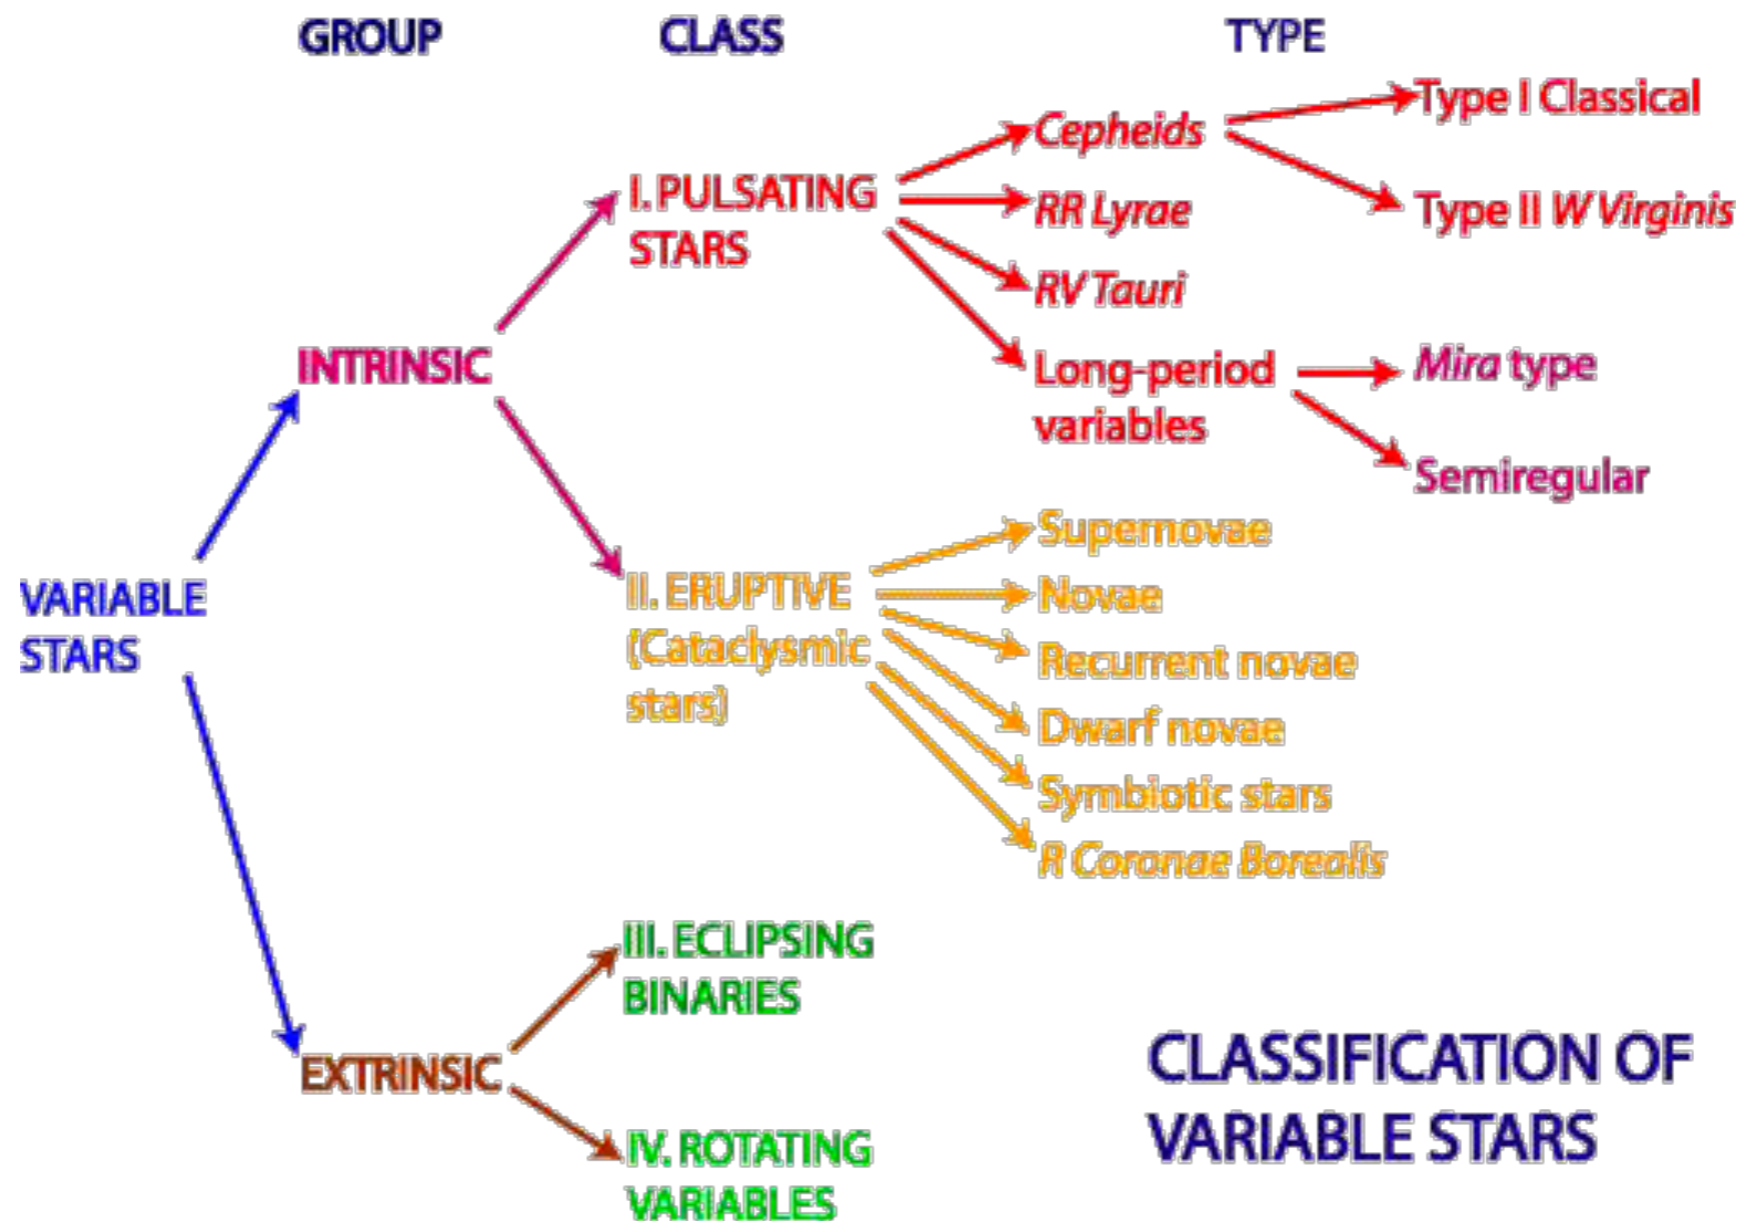 GROUP CLASS TYPE
Type I Classical
Cepheids
I. PULSATING
STARS
RR Lyrae
Type II W Virginis
RV Tauri
INTRINSIC
Long-period
variables
Mira type
Semiregular
Supernovae
VARIABLE
STARS
II. ERUPTIVE
(Cataclysmic
stars)
Novae
Recurrent novae
Dwarf novae
Symbiotic stars
R Coronae Borealis
III. ECLIPSING
BINARIES
EXTRINSIC
IV. ROTATING
VARIABLES
CLASSIFICATION OF
VARIABLE STARS